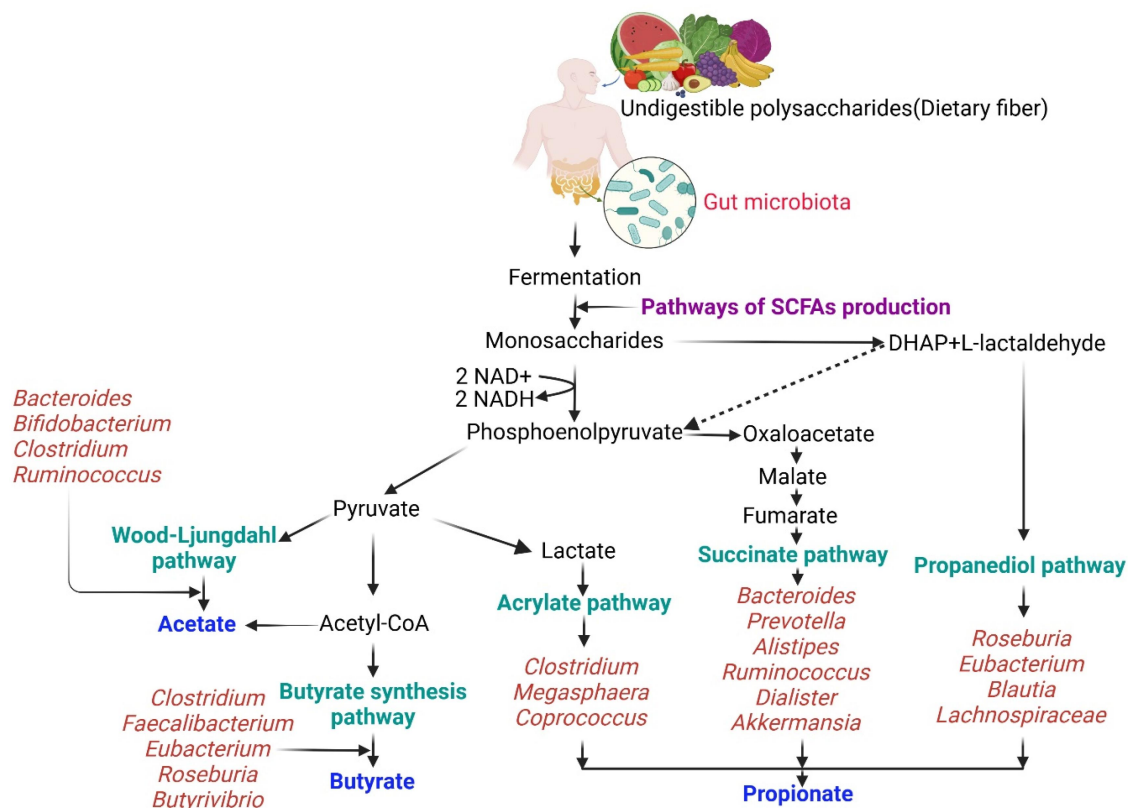 Undigestible polysaccharides(Dietary fiber)
Gut microbiota
Fermentation
Pathways of SCFAs production
Monosaccharides
DHAP+L-lactaldehyde
2 NAD+
2 NADH
Phosphoenolpyruvate
Oxaloacetate
Malate
Fumarate
Bacteroides
Bifidobacterium
Clostridium
Ruminococcus
Pyruvate
Wood-Ljungdahl
pathway
Acetate
Acetyl-CoA
Lactate
Acrylate pathway
Succinate pathway
Propanediol pathway
Butyrate synthesis
pathway
Clostridium
Faecalibacterium
Eubacterium
Roseburia
Butyrivibrio
Butyrate
Clostridium
Megasphaera
Coprococcus
Bacteroides
Prevotella
Alistipes
Ruminococcus
Dialister
Akkermansia
Roseburia
Eubacterium
Blautia
Lachnospiraceae
Propionate